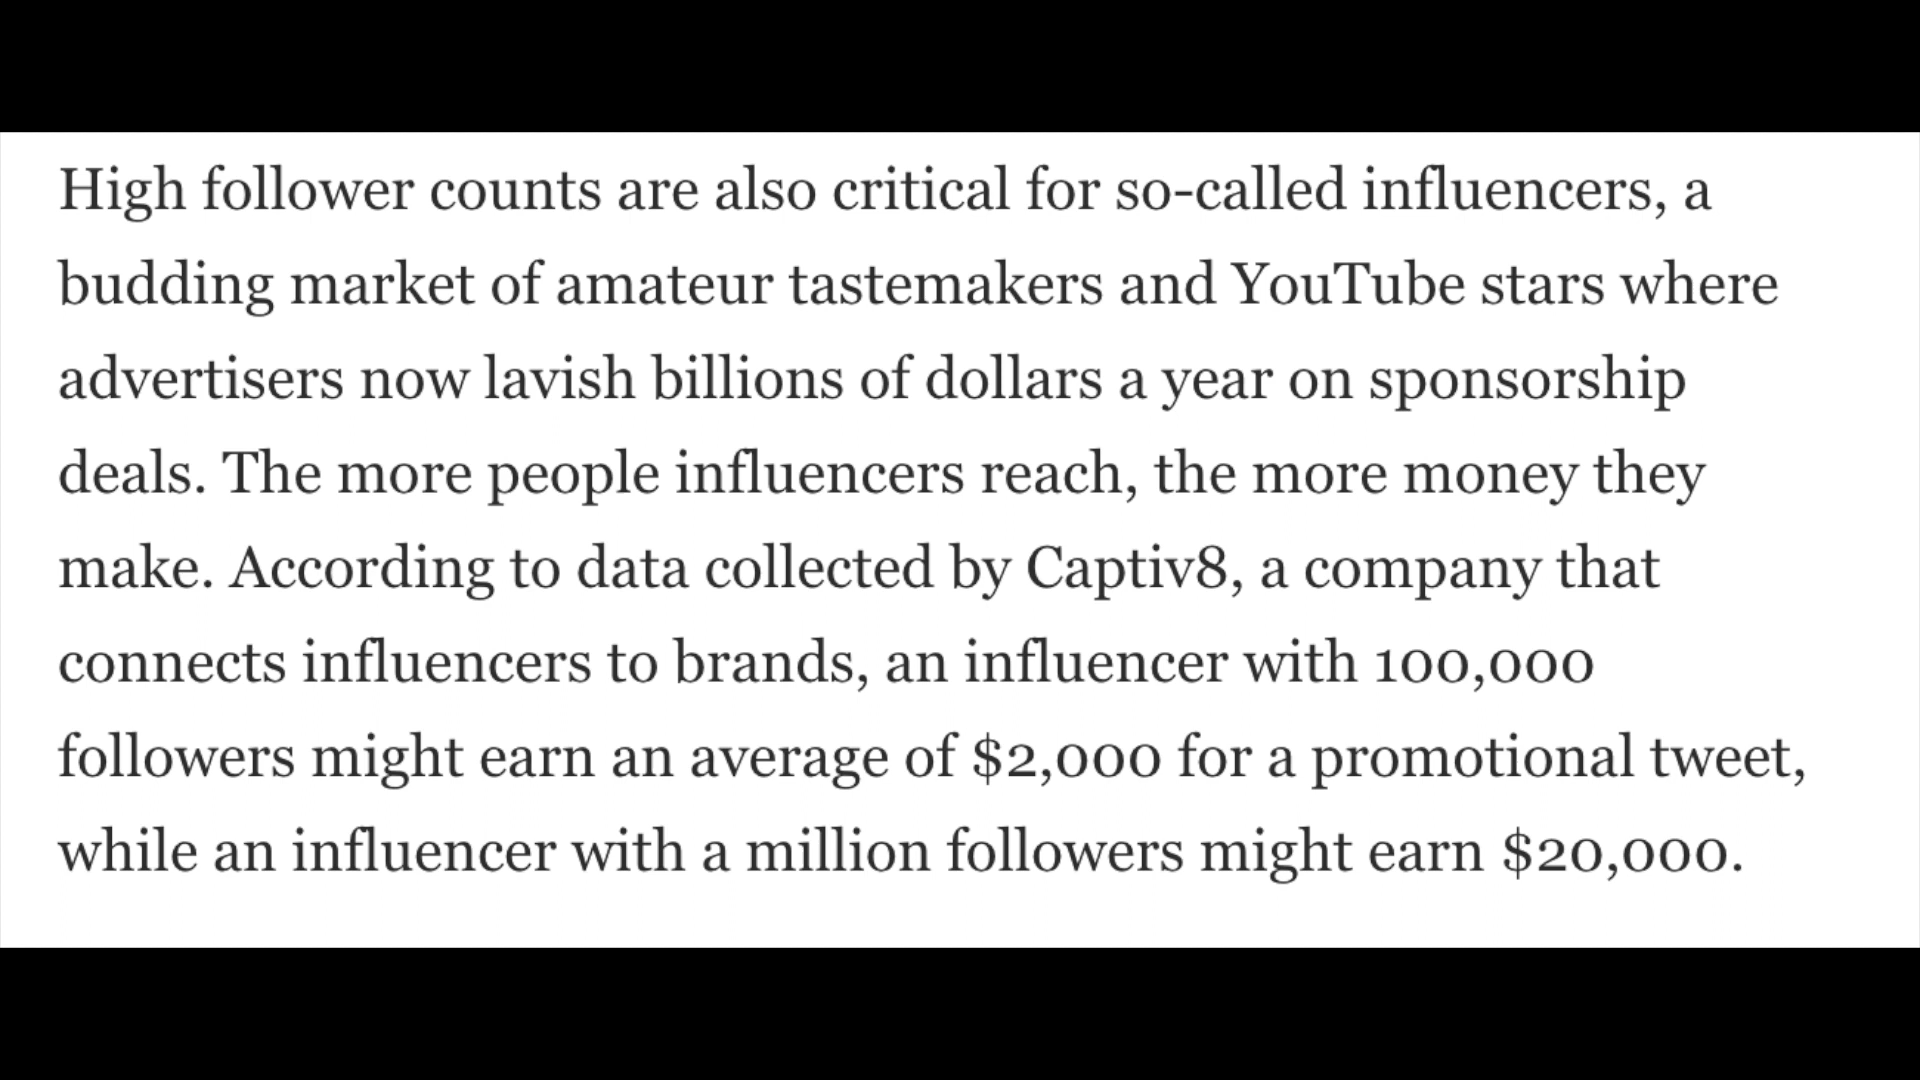 High follower counts are also critical for so-called influencers, a
budding market of amateur tastemakers and YouTube stars where
advertisers now lavish billions of dollars a year on sponsorship
deals. The more people influencers reach, the more money they
make. According to data collected by Captiv8, a company that
connects influencers to brands, an influencer with 100,000
followers might earn an average of $2,000 for a promotional tweet,
while an influencer with a million followers might earn $20,000.